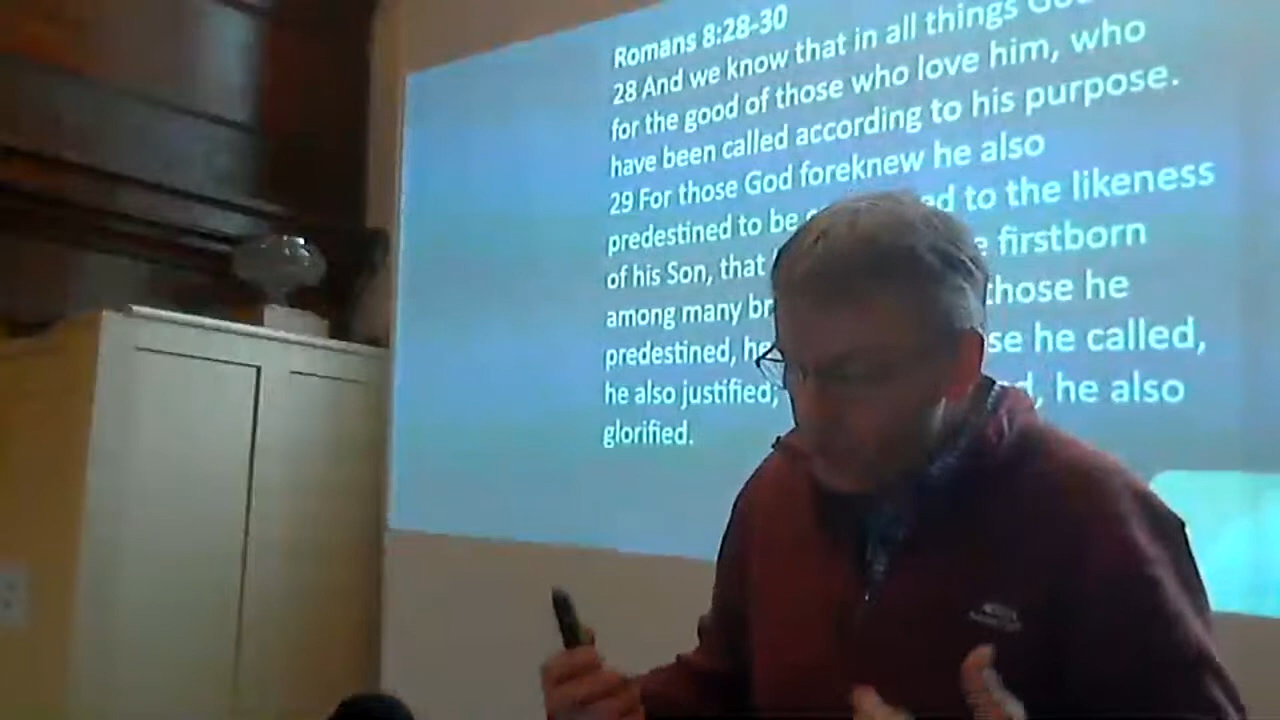 Romans 8:28-30
28 And we know that in all things
for the good of those who love him, who
have been called according to his purpose.
29 For those God foreknew he also
predestined to be ed to the likeness
of his Son, that firstborn
among many those he
predestined, he called,
he also justified; he also
glorified.